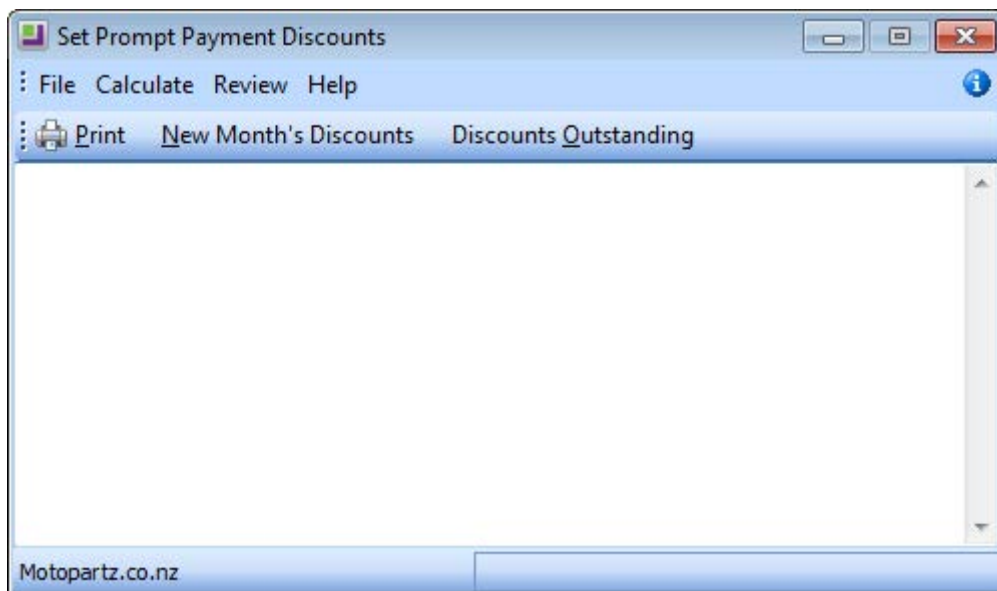 Set Prompt Payment Discounts
File Calculate Review Help
Print New Month's Discounts Discounts Outstanding
Motopartz.co.nz